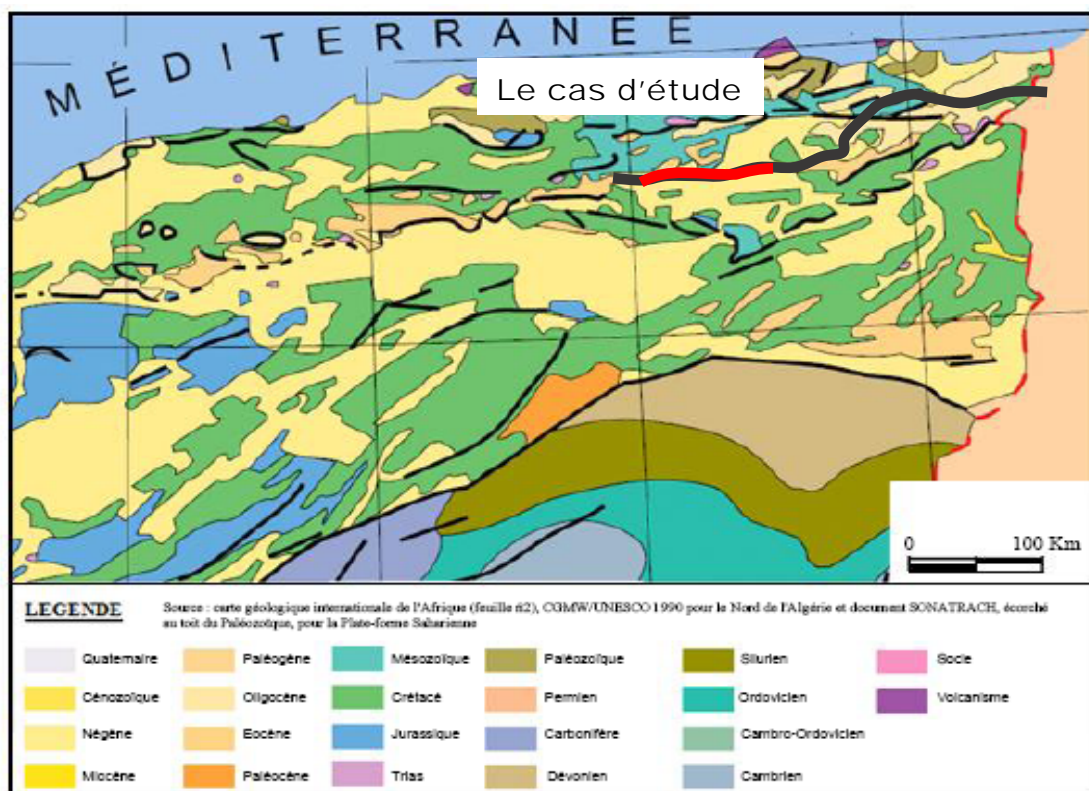 MÉDITERRANÉE
Le cas d'étude
0 100 Km
LEGENDE
Source : carte géologique internationale de l'Afrique (feuille n2), CGMW/UNESCO 1990 pour le Nord de l'Algérie et document SONATRACH, écorché
au toit du Paléozoïque, pour la Plate-forme Saharienne
Quaternaire Paléogène Mésozoïque Paléozoïque Silurien Socle
Cénozoïque Oligocène Crétacé Permien Ordovicien Volcanisme
Négène Eocène Jurassique Carbonifère Cambro-Ordovicien
Miocène Paléocène Trias Dévonien Cambrien